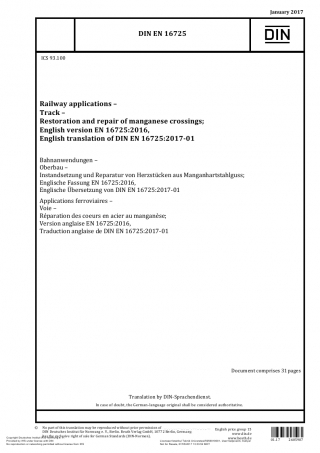 January 2017
DIN EN 16725
DIN
ICS 93.100
Railway applications –
Track –
Restoration and repair of manganese crossings;
English version EN 16725:2016,
English translation of DIN EN 16725:2017-01
Bahnanwendungen –
Oberbau –
Instandsetzung und Reparatur von Herzstücken aus Manganhartstahlguss;
Englische Fassung EN 16725:2016,
Englische Übersetzung von DIN EN 16725:2017-01
Applications ferroviaires –
Voie –
Réparation des coeurs en acier au manganèse;
Version anglaise EN 16725:2016,
Traduction anglaise de DIN EN 16725:2017-01
Document comprises 31 pages
Translation by DIN-Sprachendienst.
In case of doubt, the German-language original shall be considered authoritative.
No part of this translation may be reproduced without prior permission of
DIN Deutsches Institut für Normung e. V., Berlin. Beuth Verlag GmbH, 10772 Berlin, Germany,
has the exclusive right of sale for German Standards (DIN-Normen).
English price group 13
www.din.de
www.beuth.de